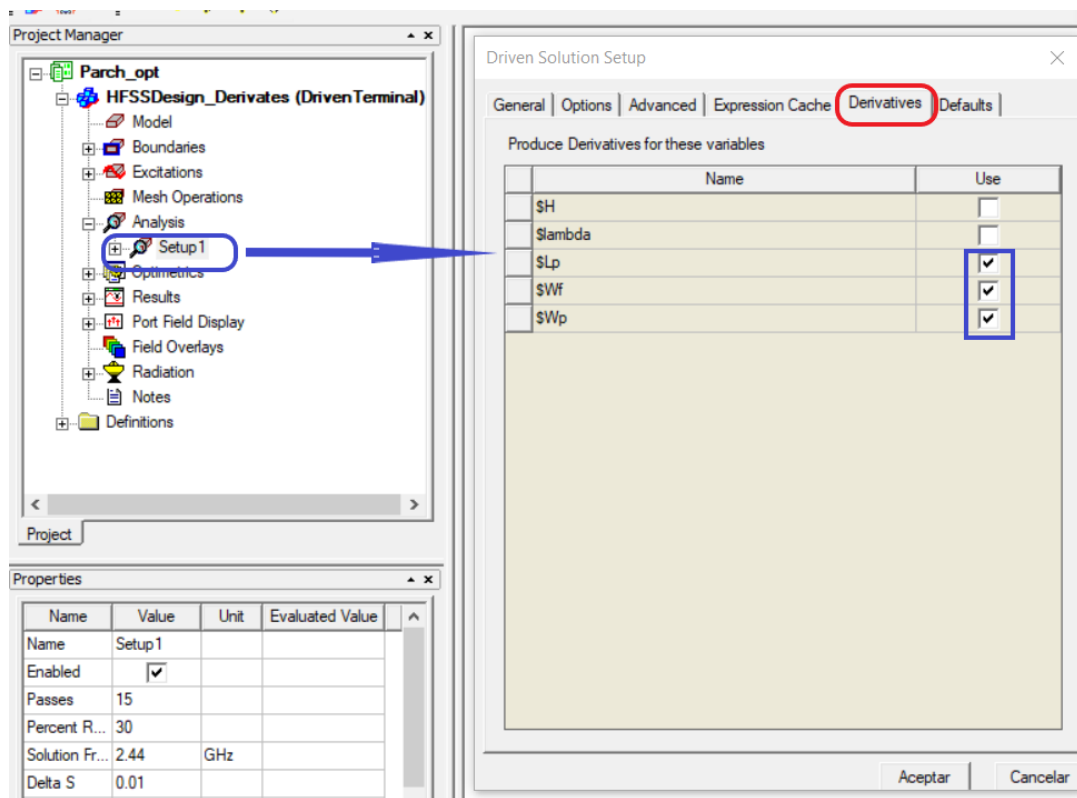 Project Manager
Parch_opt
HFSSDesign_Derivates (DrivenTerminal)
Model
Boundaries
Excitations
Mesh Operations
Analysis
Setup1
Optimetrics
Results
Port Field Display
Field Overlays
Radiation
Notes
Definitions
Project
Properties
Name Value Unit Evaluated Value
Name Setup1
Enabled
Passes 15
Percent R... 30
Solution Fr... 2.44 GHz
Delta S 0.01
Driven Solution Setup
General Options Advanced Expression Cache Derivatives Defaults
Produce Derivatives for these variables
Name Use
$H
$lambda
$Lp
$Wf
$Wp
Aceptar Cancelar